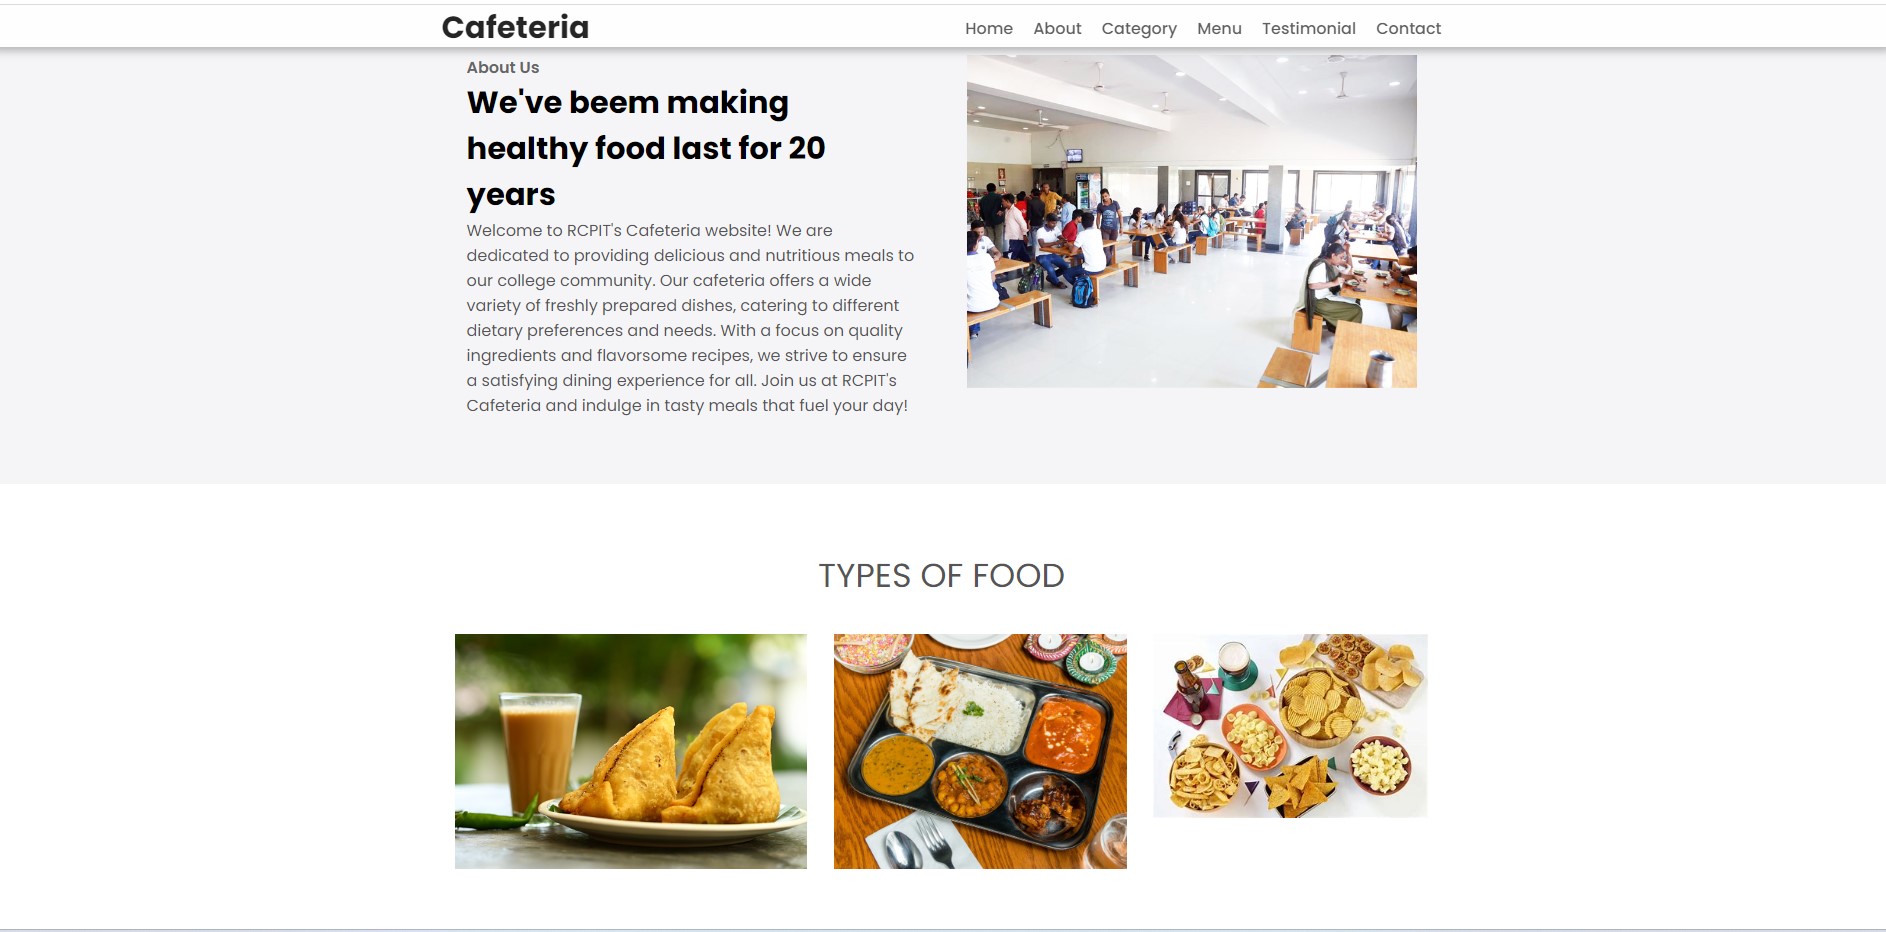 Cafeteria
Home About Category Menu Testimonial Contact
About Us
We've beem making
healthy food last for 20
years
Welcome to RCPIT's Cafeteria website! We are
dedicated to providing delicious and nutritious meals to
our college community. Our cafeteria offers a wide
variety of freshly prepared dishes, catering to different
dietary preferences and needs. With a focus on quality
ingredients and flavorsome recipes, we strive to ensure
a satisfying dining experience for all. Join us at RCPIT's
Cafeteria and indulge in tasty meals that fuel your day!
TYPES OF FOOD